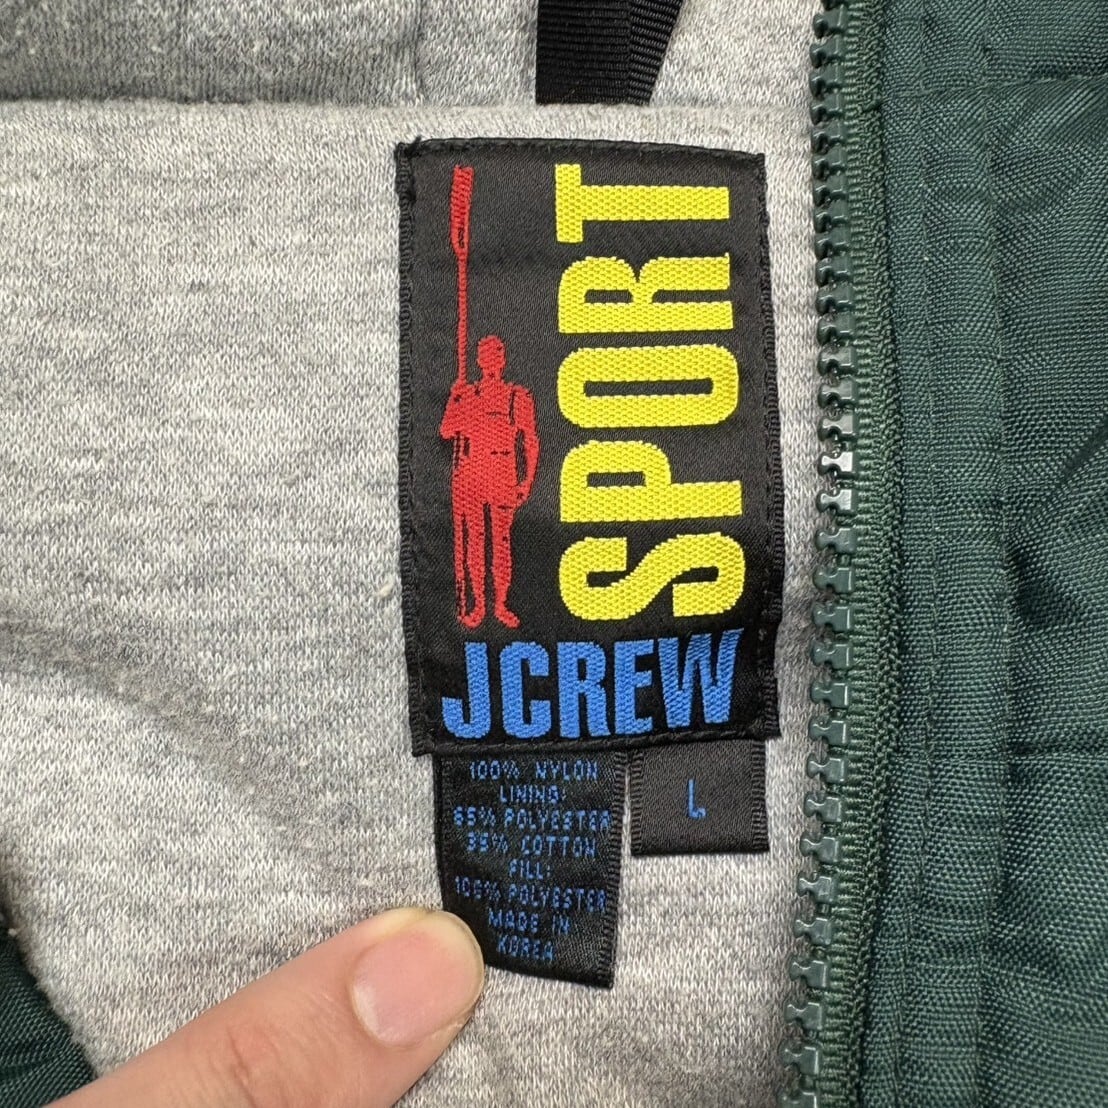 SPORT
JCREW
100% NYLON
LINING:
65% POLYESTER
35% COTTON
FILL:
100% POLYESTER
MADE IN
KOREA
L